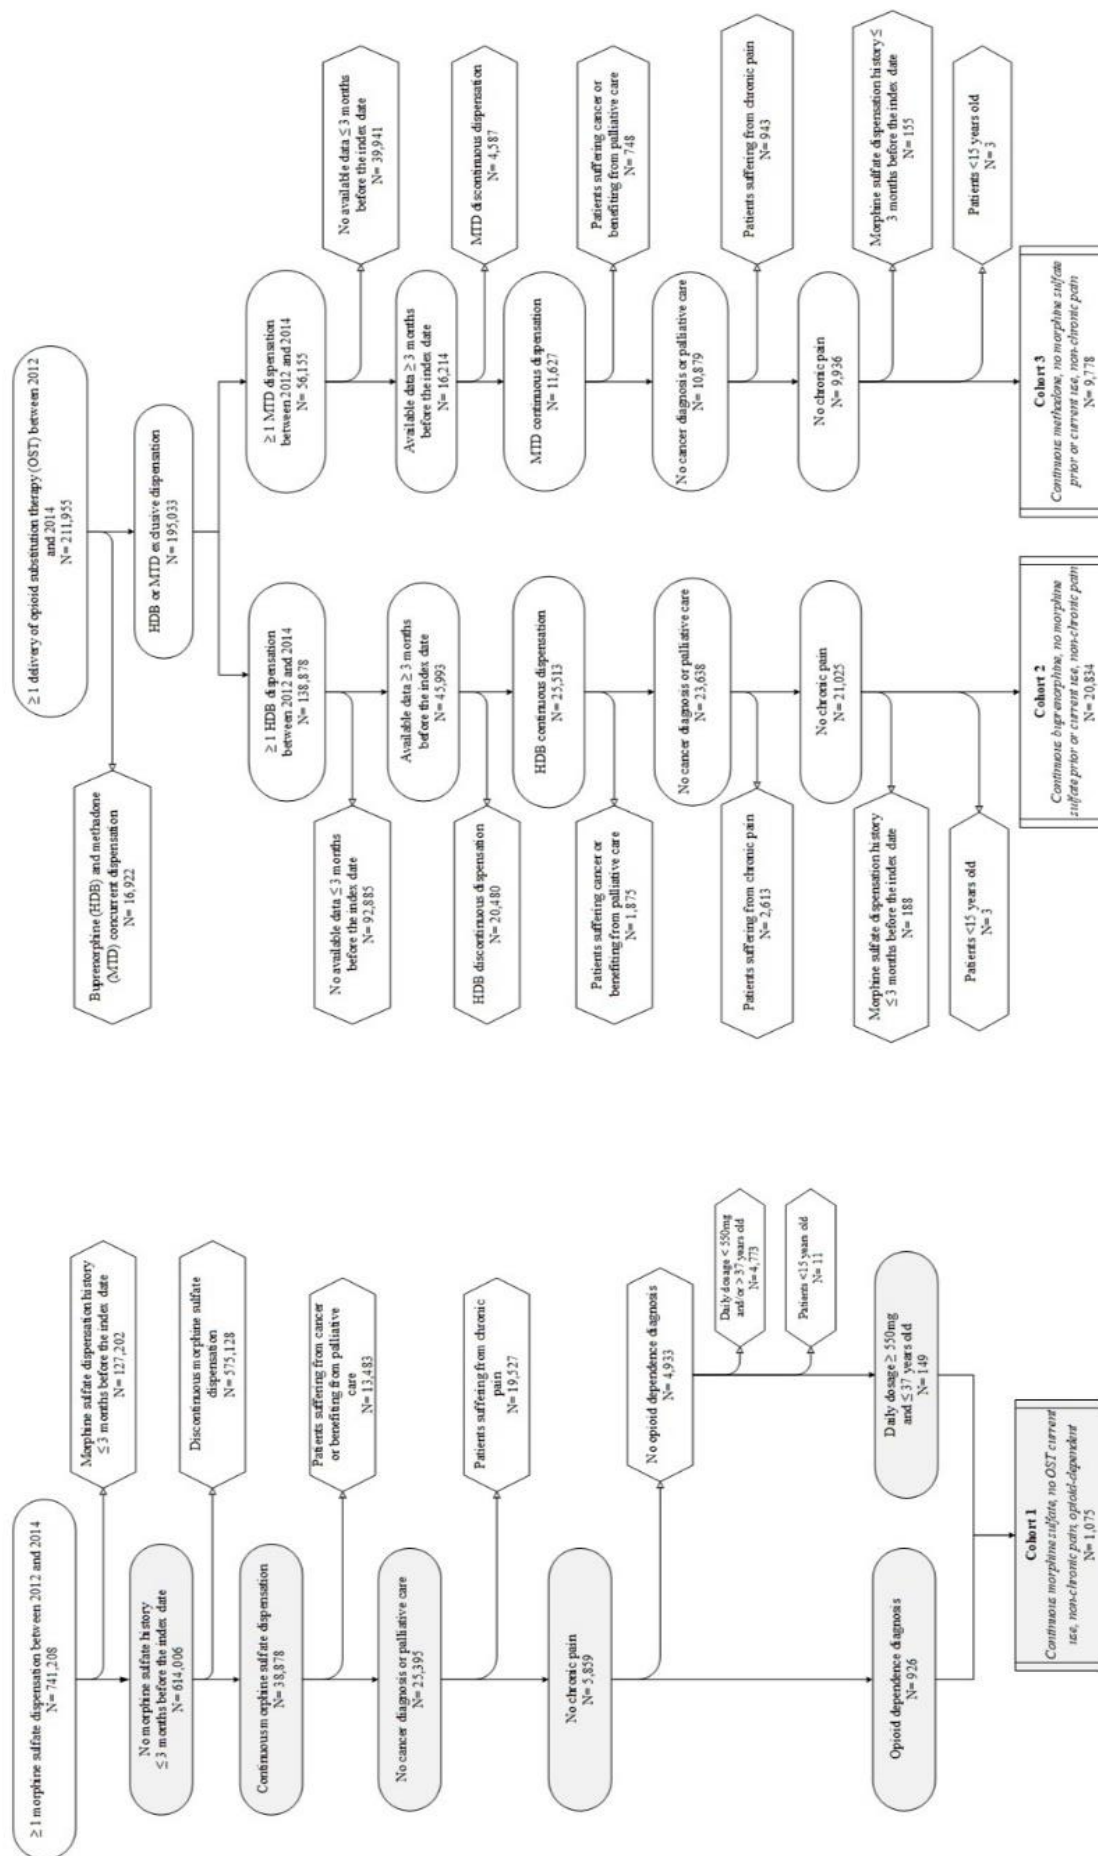 ≥ 1 morphine sulfate dispensation between 2012 and 2014
N= 741,208
Morphine sulfate dispensation history
≤ 3 months before the index date
N= 127,202
No morphine sulfate history
≤ 3 months before the index date
N= 614,006
Discontinuous morphine sulfate
dispensation
N= 575,128
Continuous morphine sulfate dispensation
N= 38,878
Patients suffering from cancer
or benefiting from palliative
care
N= 13,483
No cancer diagnosis or palliative care
N= 25,395
Patients suffering from chronic
pain
N= 19,527
No chronic pain
N= 5,859
No opioid dependence diagnosis
N= 4,933
Daily dosage < 550mg
and/or > 37 years old
N= 4,773
Patients <15 years old
N= 11
Opioid dependence diagnosis
N= 926
Daily dosage ≥ 550mg
and ≤ 37 years old
N= 149
Cohort 1
Continuous morphine sulfate, no OST current
use, non-chronic pain, opioid-dependent
N= 1,075
≥ 1 delivery of opioid substitution therapy (OST) between 2012
and 2014
N= 211,955
Buprenorphine (HDB) and methadone
(MTD) concurrent dispensation
N= 16,922
HDB or MTD exclusive dispensation
N= 195,033
≥ 1 HDB dispensation
between 2012 and 2014
N= 138,878
No available data ≤ 3 months
before the index date
N= 92,885
Available data ≥ 3 months
before the index date
N= 45,993
HDB discontinuous dispensation
N= 20,480
HDB continuous dispensation
N= 25,513
Patients suffering cancer or
benefiting from palliative care
N= 1,875
No cancer diagnosis or palliative care
N= 23,638
Patients suffering from chronic pain
N= 2,613
No chronic pain
N= 21,025
Morphine sulfate dispensation history
≤ 3 months before the index date
N= 188
Patients <15 years old
N= 3
Cohort 2
Continuous buprenorphine, no morphine
sulfate prior or current use, non-chronic pain
N= 20,834
≥ 1 MTD dispensation
between 2012 and 2014
N= 56,155
No available data ≤ 3 months
before the index date
N= 39,941
Available data ≥ 3 months
before the index date
N= 16,214
MTD discontinuous dispensation
N= 4,587
MTD continuous dispensation
N= 11,627
Patients suffering cancer or
benefiting from palliative care
N= 748
No cancer diagnosis or palliative care
N= 10,879
Patients suffering from chronic pain
N= 943
No chronic pain
N= 9,936
Morphine sulfate dispensation history ≤
3 months before the index date
N= 155
Patients <15 years old
N= 3
Cohort 3
Continuous methadone, no morphine sulfate
prior or current use, non-chronic pain
N= 9,778